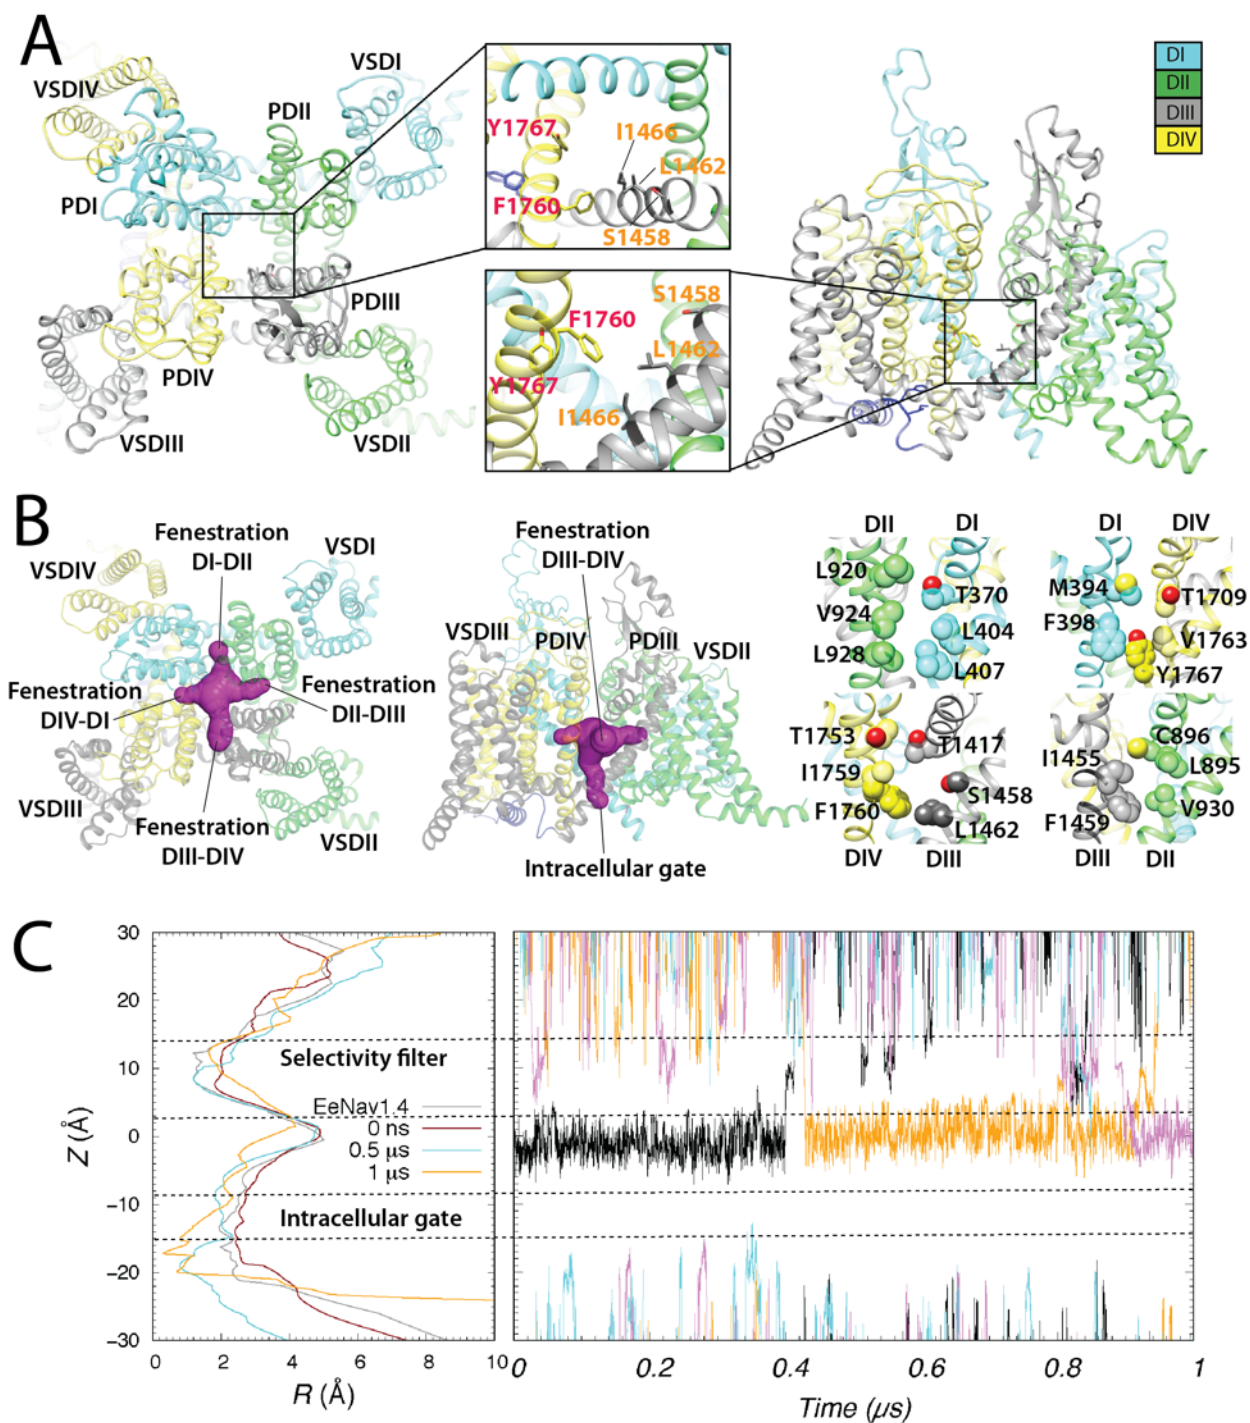 A
VSDIV
VSDI
PDII
PDI
PDIII
PDIV
VSDIII
VSDII
Y1767
I1466
L1462
F1760
S1458
S1458
F1760
L1462
Y1767
I1466
DI
DII
DIII
DIV
B
Fenestration
DI-DII
VSDIV
VSDI
Fenestration
DIV-DI
Fenestration
DII-DIII
VSDIII
VSDII
Fenestration
DIII-DIV
Fenestration
DIII-DIV
VSDIII
PDIV
PDIII
VSDII
Intracellular gate
DII
DI
L920
T370
V924
L404
L928
L407
DI
DIV
M394
T1709
F398
V1763
Y1767
T1753
T1417
I1759
S1458
F1760
L1462
DIV
DIII
C896
I1455
L895
F1459
V930
DIII
DII
C
30
20
10
0
−10
−20
−30
Z (Å)
Selectivity filter
EeNav1.4
0 ns
0.5 μs
1 μs
Intracellular gate
0 2 4 6 8 10
R (Å)
0 0.2 0.4 0.6 0.8 1
Time (μs)